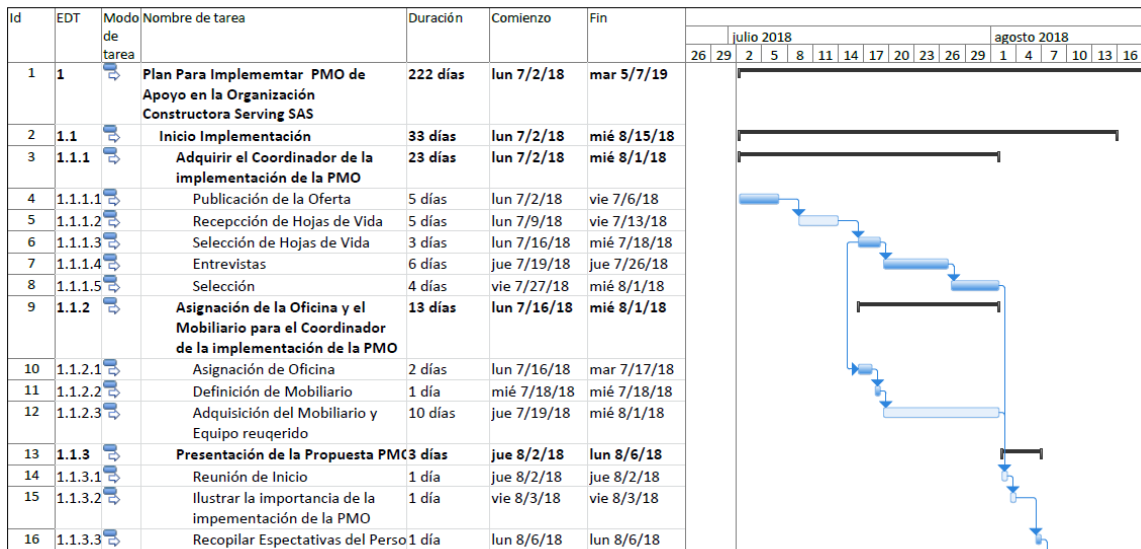 Id EDT Modo de tarea Nombre de tarea Duración Comienzo Fin
julio 2018 agosto 2018
26 29 2 5 8 11 14 17 20 23 26 29 1 4 7 10 13 16
1 1 Plan Para Implememtar PMO de 222 días lun 7/2/18 mar 5/7/19
Apoyo en la Organización
Constructora Serving SAS
2 1.1 Inicio Implementación 33 días lun 7/2/18 mié 8/15/18
3 1.1.1 Adquirir el Coordinador de la 23 días lun 7/2/18 mié 8/1/18
implementación de la PMO
4 1.1.1.1 Publicación de la Oferta 5 días lun 7/2/18 vie 7/6/18
5 1.1.1.2 Recepcción de Hojas de Vida 5 días lun 7/9/18 vie 7/13/18
6 1.1.1.3 Selección de Hojas de Vida 3 días lun 7/16/18 mié 7/18/18
7 1.1.1.4 Entrevistas 6 días jue 7/19/18 jue 7/26/18
8 1.1.1.5 Selección 4 días vie 7/27/18 mié 8/1/18
9 1.1.2 Asignación de la Oficina y el 13 días lun 7/16/18 mié 8/1/18
Mobiliario para el Coordinador
de la implementación de la PMO
10 1.1.2.1 Asignación de Oficina 2 días lun 7/16/18 mar 7/17/18
11 1.1.2.2 Definición de Mobiliario 1 día mié 7/18/18 mié 7/18/18
12 1.1.2.3 Adquisición del Mobiliario y 10 días jue 7/19/18 mié 8/1/18
Equipo reuqerido
13 1.1.3 Presentación de la Propuesta PMO 3 días jue 8/2/18 lun 8/6/18
14 1.1.3.1 Reunión de Inicio 1 día jue 8/2/18 jue 8/2/18
15 1.1.3.2 Ilustrar la importancia de la 1 día vie 8/3/18 vie 8/3/18
impementación de la PMO
16 1.1.3.3 Recopilar Espectativas del Perso 1 día lun 8/6/18 lun 8/6/18